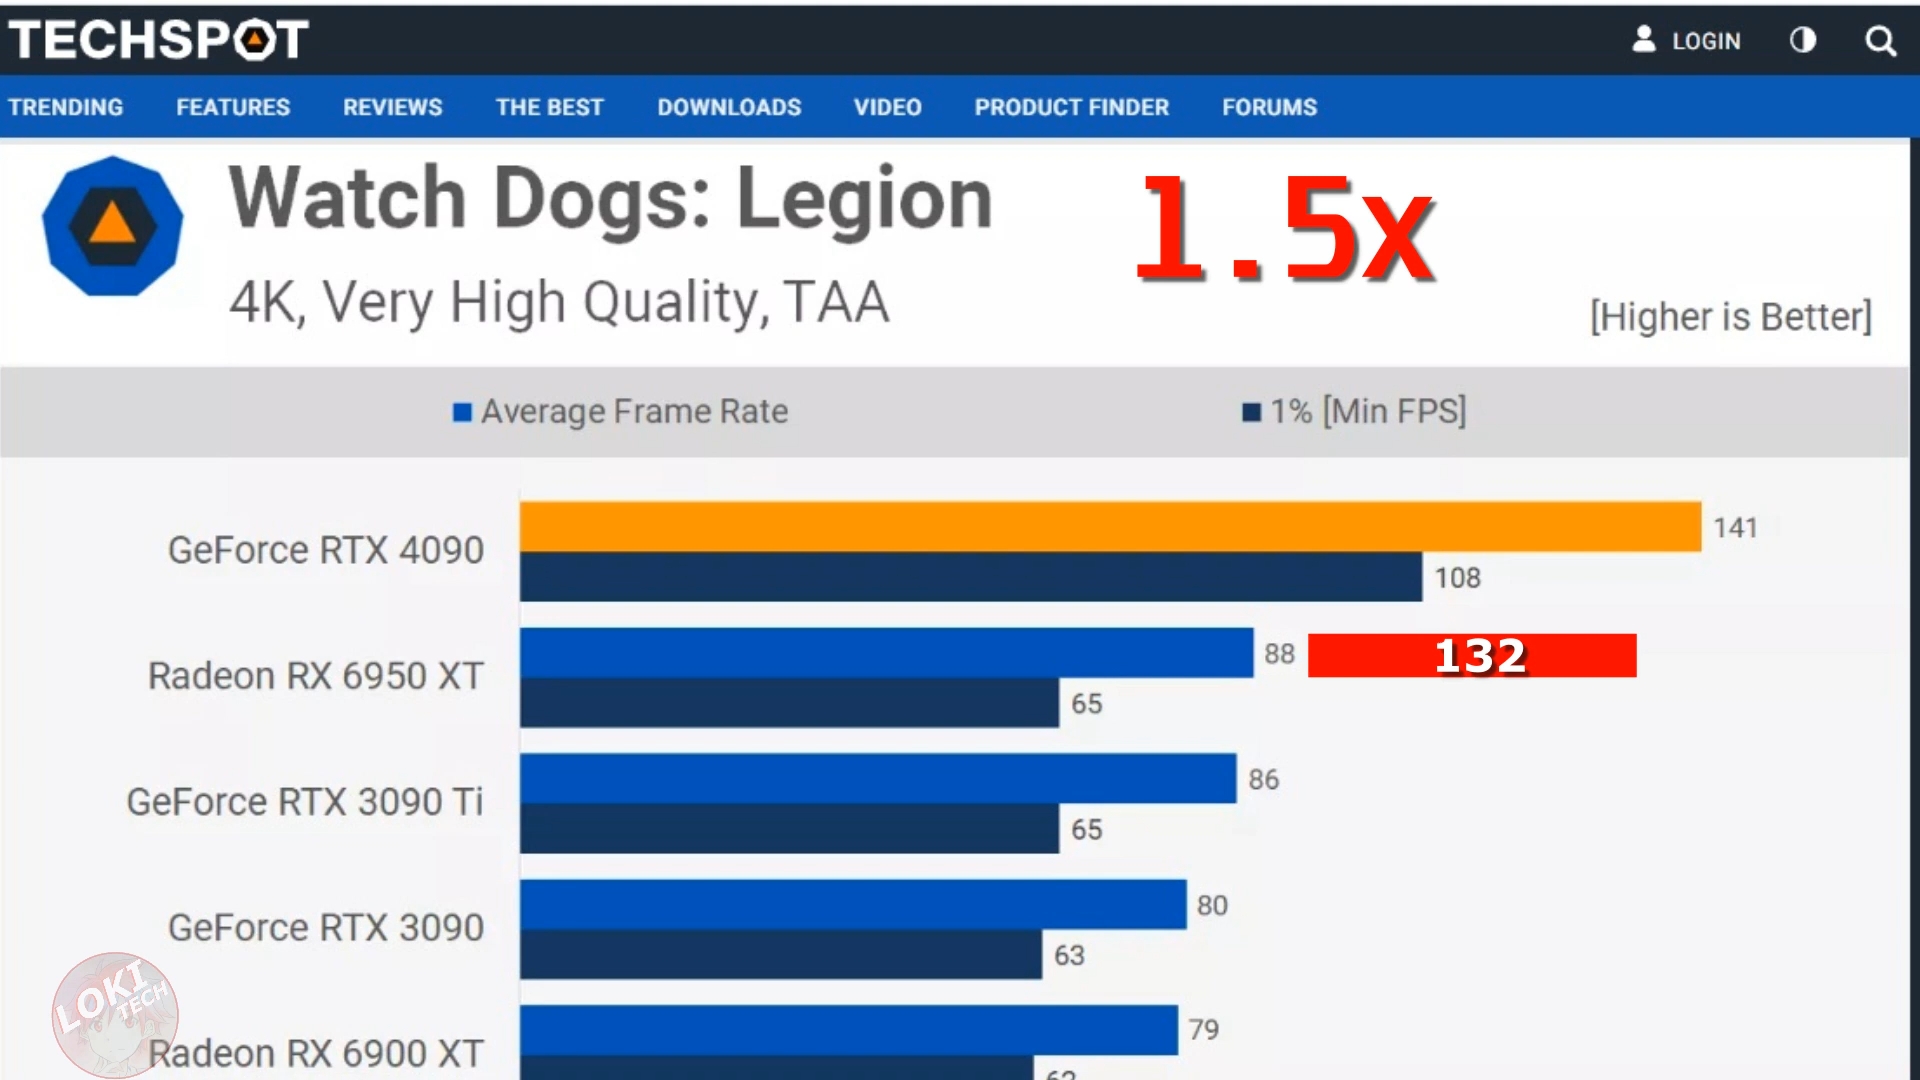 TECHSPOT
LOGIN
TRENDING FEATURES REVIEWS THE BEST DOWNLOADS VIDEO PRODUCT FINDER FORUMS
Watch Dogs: Legion
1.5x
4K, Very High Quality, TAA
[Higher is Better]
Average Frame Rate
1% [Min FPS]
GeForce RTX 4090
141
108
Radeon RX 6950 XT
88
132
65
GeForce RTX 3090 Ti
86
65
GeForce RTX 3090
80
63
Radeon RX 6900 XT
79
LOKI
TECH